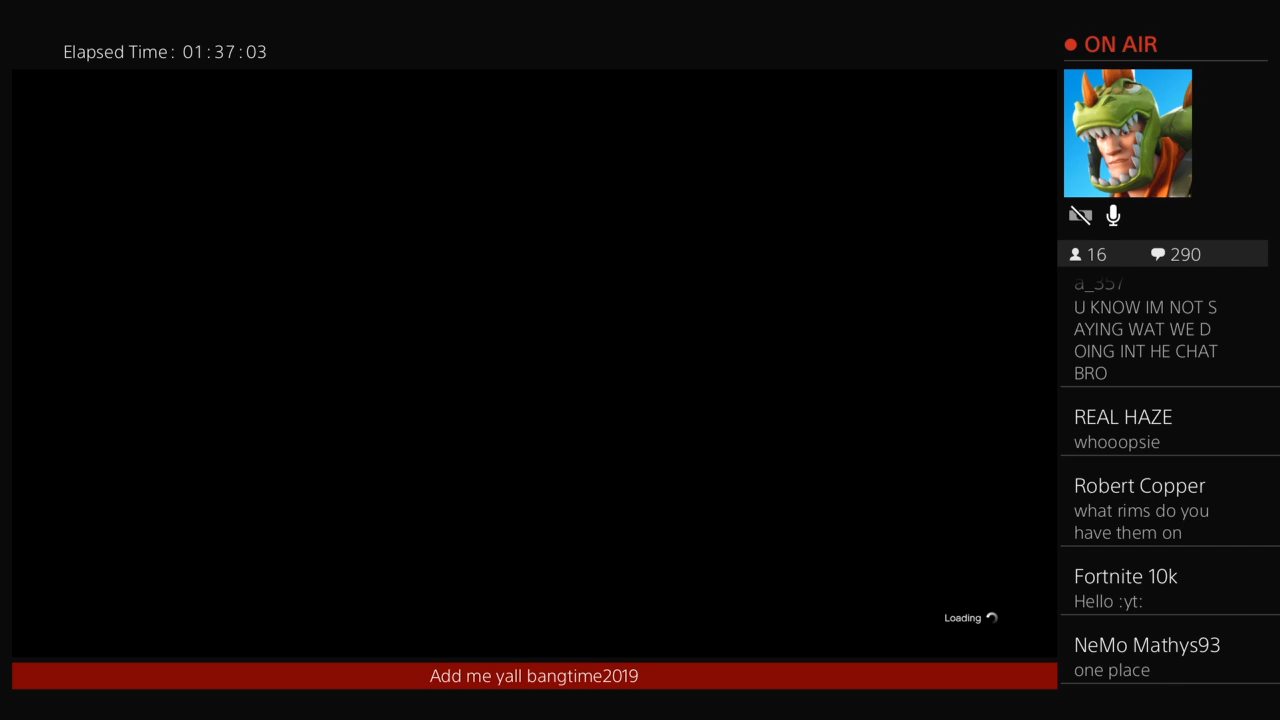 Elapsed Time: 01:37:03
ON AIR
16 290
a_357
U KNOW IM NOT S
AYING WAT WE D
OING INT HE CHAT
BRO
REAL HAZE
whooopsie
Robert Copper
what rims do you
have them on
Fortnite 10k
Hello :yt:
NeMo Mathys93
one place
Loading
Add me yall bangtime2019